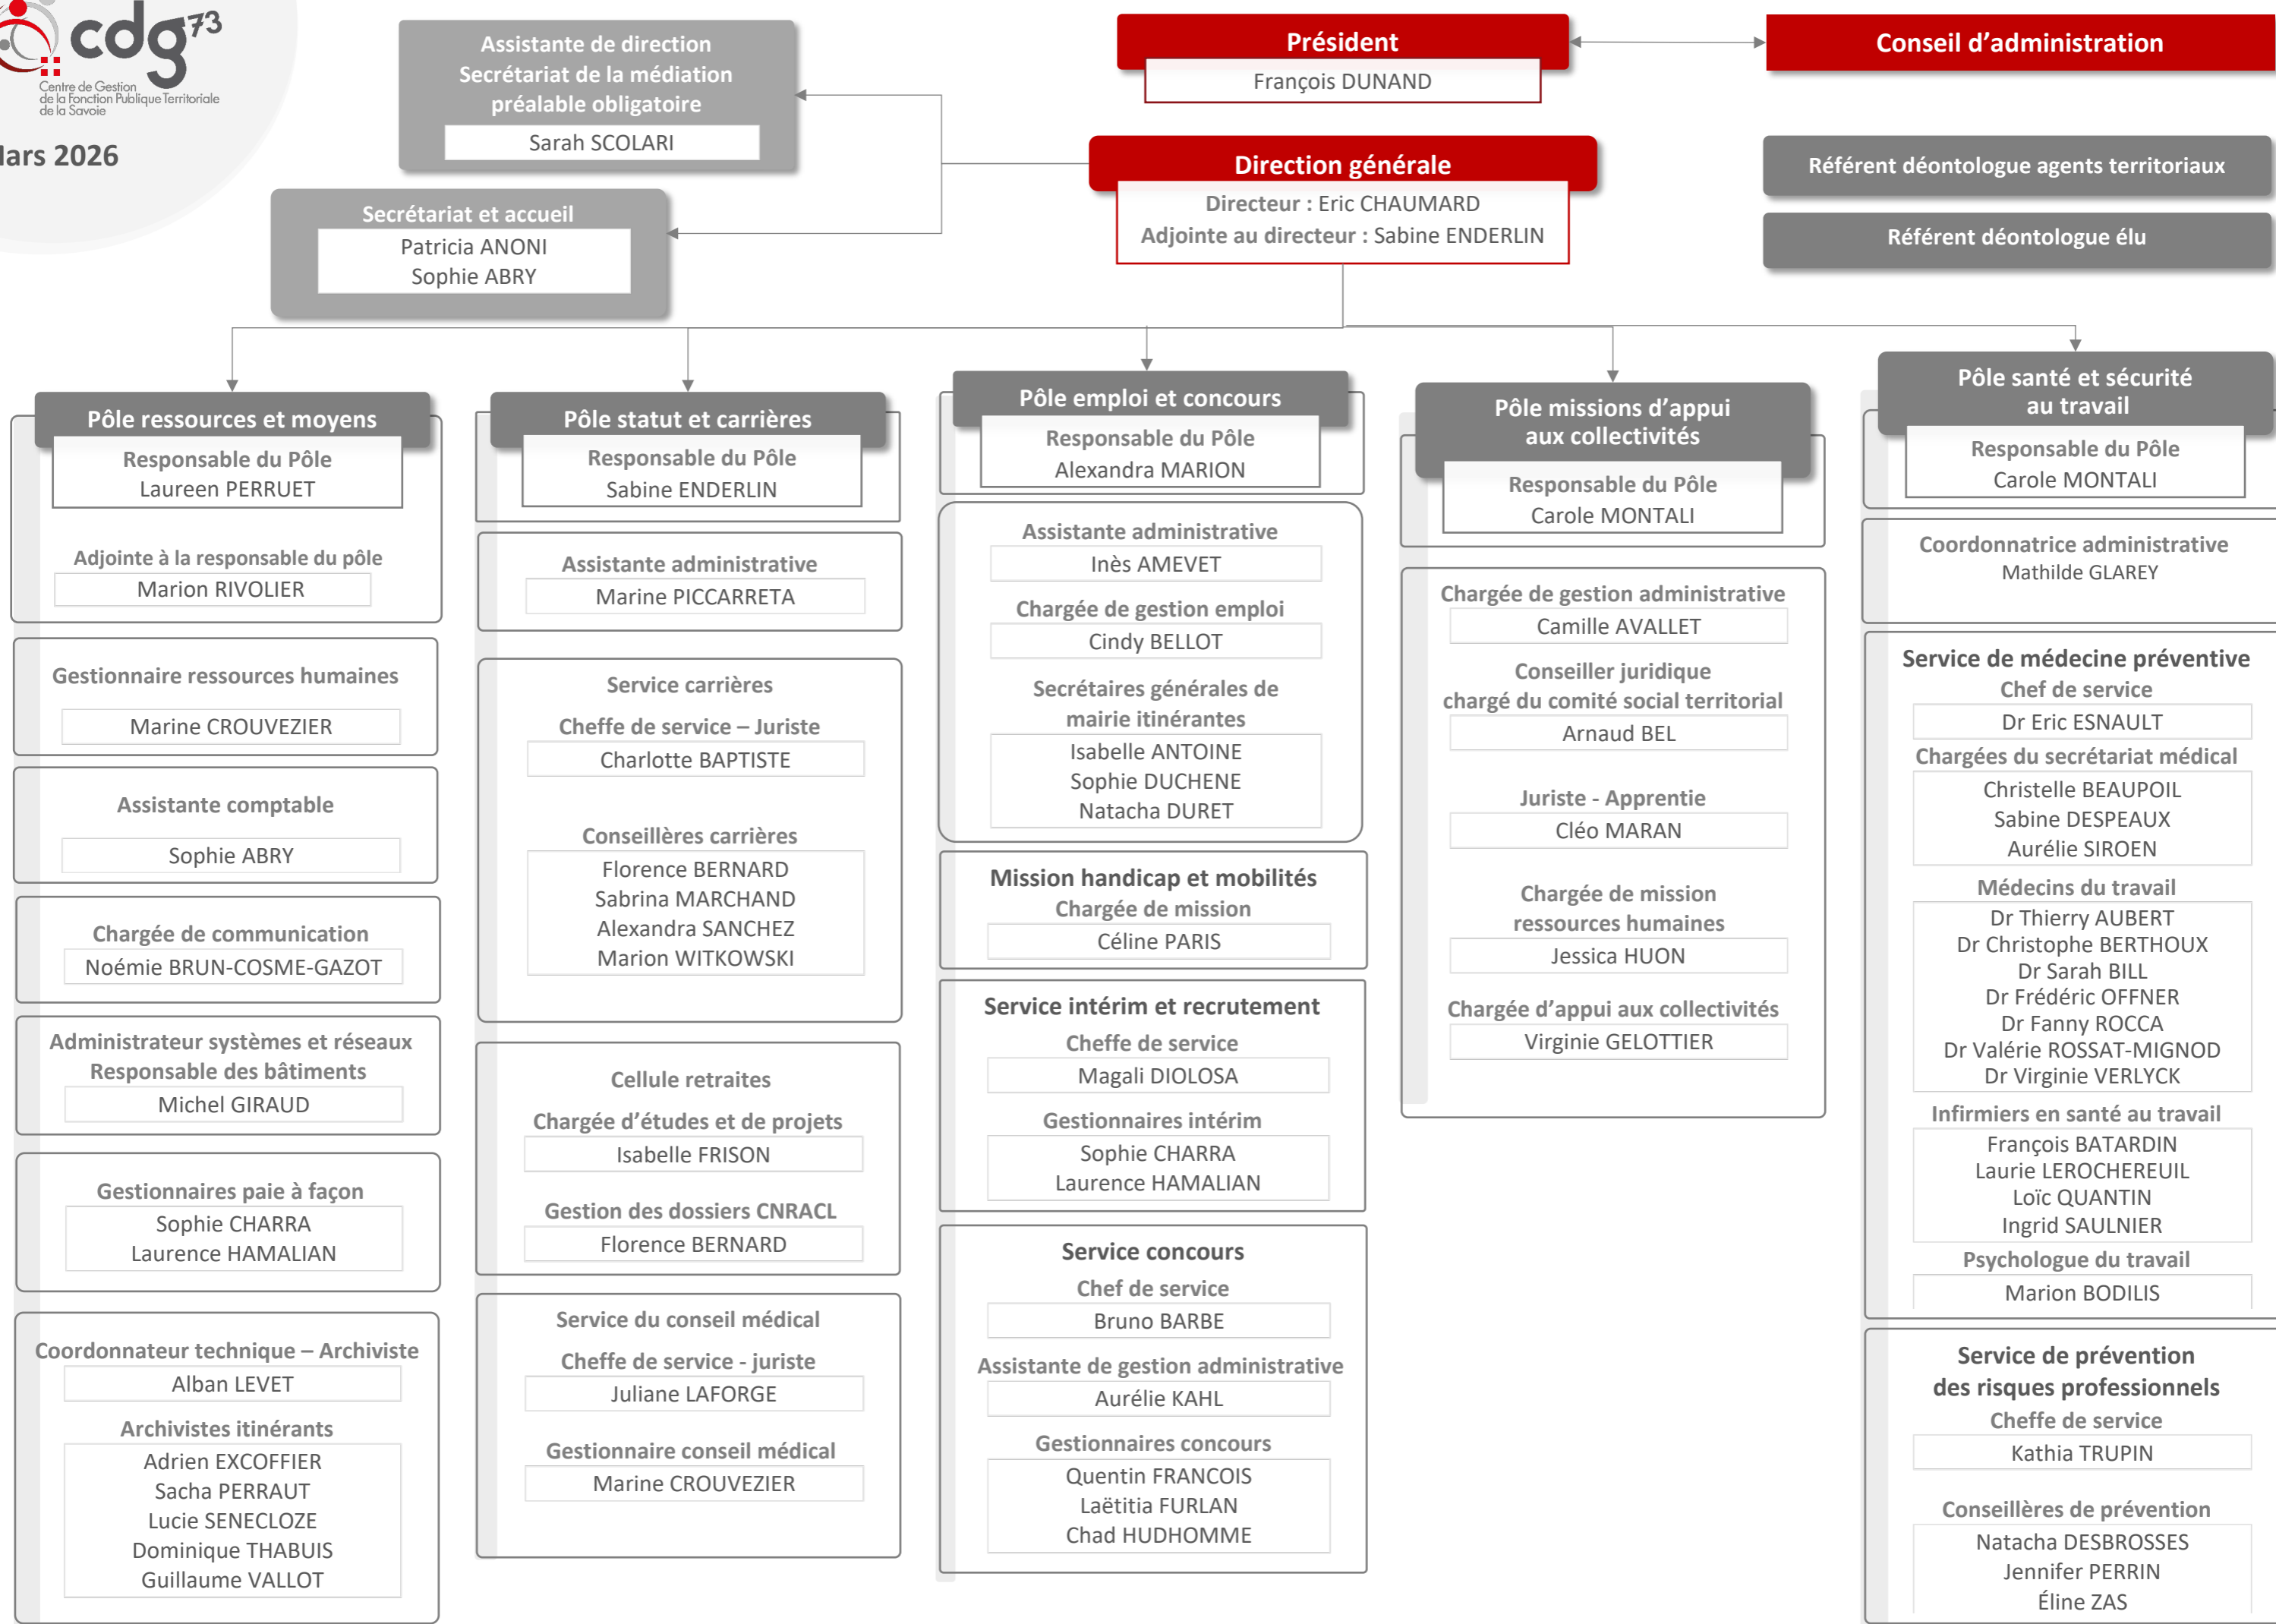 cdg73
Centre de Gestion
de la Fonction Publique Territoriale
de la Savoie
Mars 2026
Assistante de direction
Secrétariat de la médiation
préalable obligatoire
Sarah SCOLARI
Secrétariat et accueil
Patricia ANONI
Sophie ABRY
Président
François DUNAND
Conseil d'administration
Direction générale
Directeur : Eric CHAUMARD
Adjointe au directeur : Sabine ENDERLIN
Référent déontologue agents territoriaux
Référent déontologue élu
Pôle ressources et moyens
Responsable du Pôle
Laureen PERRUET
Adjointe à la responsable du pôle
Marion RIVOLIER
Gestionnaire ressources humaines
Marine CROUVEZIER
Assistante comptable
Sophie ABRY
Chargée de communication
Noémie BRUN-COSME-GAZOT
Administrateur systèmes et réseaux
Responsable des bâtiments
Michel GIRAUD
Gestionnaires paie à façon
Sophie CHARRA
Laurence HAMALIAN
Coordonnateur technique – Archiviste
Alban LEVET
Archivistes itinérants
Adrien EXCOFFIER
Sacha PERRAUT
Lucie SENECLOZE
Dominique THABUIS
Guillaume VALLOT
Pôle statut et carrières
Responsable du Pôle
Sabine ENDERLIN
Assistante administrative
Marine PICCARRETA
Service carrières
Cheffe de service – Juriste
Charlotte BAPTISTE
Conseillères carrières
Florence BERNARD
Sabrina MARCHAND
Alexandra SANCHEZ
Marion WITKOWSKI
Cellule retraites
Chargée d'études et de projets
Isabelle FRISON
Gestion des dossiers CNRACL
Florence BERNARD
Service du conseil médical
Cheffe de service - juriste
Juliane LAFORGE
Gestionnaire conseil médical
Marine CROUVEZIER
Pôle emploi et concours
Responsable du Pôle
Alexandra MARION
Assistante administrative
Inès AMEVET
Chargée de gestion emploi
Cindy BELLOT
Secrétaires générales de
mairie itinérantes
Isabelle ANTOINE
Sophie DUCHENE
Natacha DURET
Mission handicap et mobilités
Chargée de mission
Céline PARIS
Service intérim et recrutement
Cheffe de service
Magali DIOLOSA
Gestionnaires intérim
Sophie CHARRA
Laurence HAMALIAN
Service concours
Chef de service
Bruno BARBE
Assistante de gestion administrative
Aurélie KAHL
Gestionnaires concours
Quentin FRANCOIS
Laëtitia FURLAN
Chad HUDHOMME
Pôle missions d'appui
aux collectivités
Responsable du Pôle
Carole MONTALI
Chargée de gestion administrative
Camille AVALLET
Conseiller juridique
chargé du comité social territorial
Arnaud BEL
Juriste - Apprentie
Cléo MARAN
Chargée de mission
ressources humaines
Jessica HUON
Chargée d'appui aux collectivités
Virginie GELOTTIER
Pôle santé et sécurité
au travail
Responsable du Pôle
Carole MONTALI
Coordonnatrice administrative
Mathilde GLAREY
Service de médecine préventive
Chef de service
Dr Eric ESNAULT
Chargées du secrétariat médical
Christelle BEAUPOIL
Sabine DESPEAUX
Aurélie SIROEN
Médecins du travail
Dr Thierry AUBERT
Dr Christophe BERTHOUX
Dr Sarah BILL
Dr Frédéric OFFNER
Dr Fanny ROCCA
Dr Valérie ROSSAT-MIGNOD
Dr Virginie VERLYCK
Infirmiers en santé au travail
François BATARDIN
Laurie LEROCHEREUIL
Loïc QUANTIN
Ingrid SAULNIER
Psychologue du travail
Marion BODILIS
Service de prévention
des risques professionnels
Cheffe de service
Kathia TRUPIN
Conseillères de prévention
Natacha DESBROSSES
Jennifer PERRIN
Éline ZAS